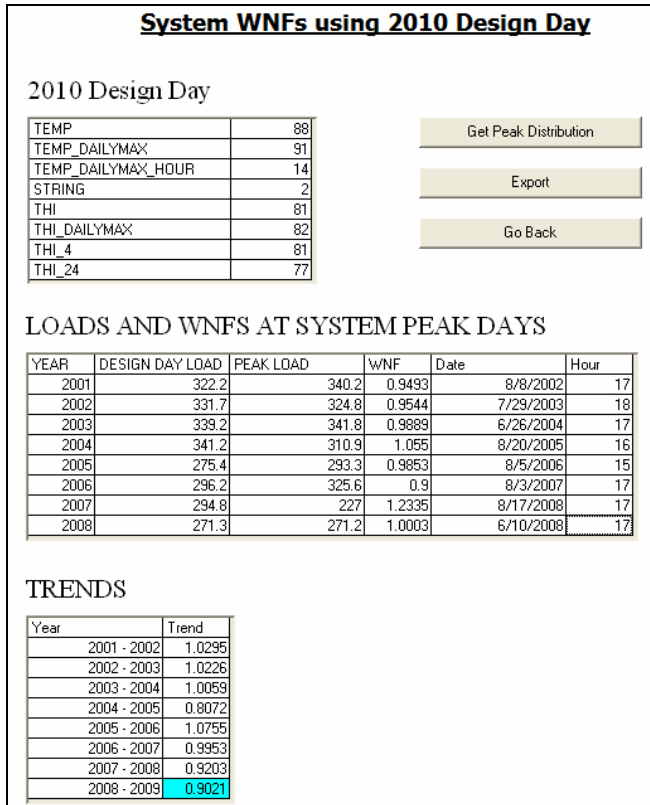 System WNFs using 2010 Design Day
2010 Design Day
TEMP 88
TEMP_DAILYMAX 91
TEMP_DAILYMAX_HOUR 14
STRING 2
THI 81
THI_DAILYMAX 82
THI_4 81
THI_24 77
Get Peak Distribution
Export
Go Back
LOADS AND WNFS AT SYSTEM PEAK DAYS
YEAR DESIGN DAY LOAD PEAK LOAD WNF Date Hour
2001 322.2 340.2 0.9493 8/8/2002 17
2002 331.7 324.8 0.9544 7/29/2003 18
2003 339.2 341.8 0.9889 6/26/2004 17
2004 341.2 310.9 1.055 8/20/2005 16
2005 275.4 293.3 0.9853 8/5/2006 15
2006 296.2 325.6 0.9 8/3/2007 17
2007 294.8 227 1.2335 8/17/2008 17
2008 271.3 271.2 1.0003 6/10/2008 17
TRENDS
Year Trend
2001 - 2002 1.0295
2002 - 2003 1.0226
2003 - 2004 1.0059
2004 - 2005 0.8072
2005 - 2006 1.0755
2006 - 2007 0.9953
2007 - 2008 0.9203
2008 - 2009 0.9021